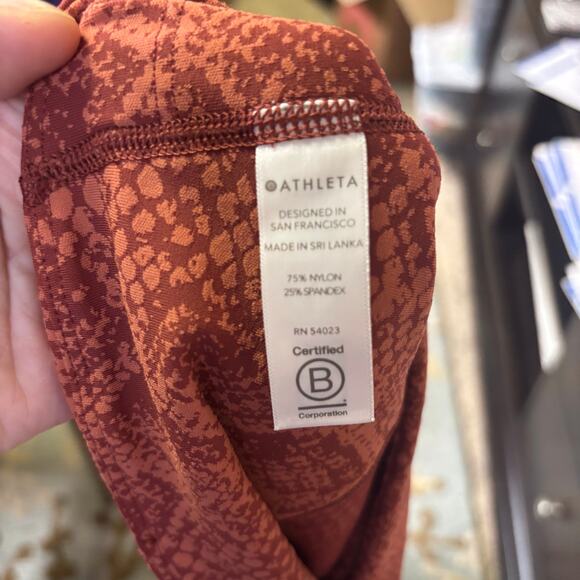 ATHLETA
DESIGNED IN
SAN FRANCISCO
MADE IN SRI LANKA
75% NYLON
25% SPANDEX
RN 54023
Certified
B
Corporation